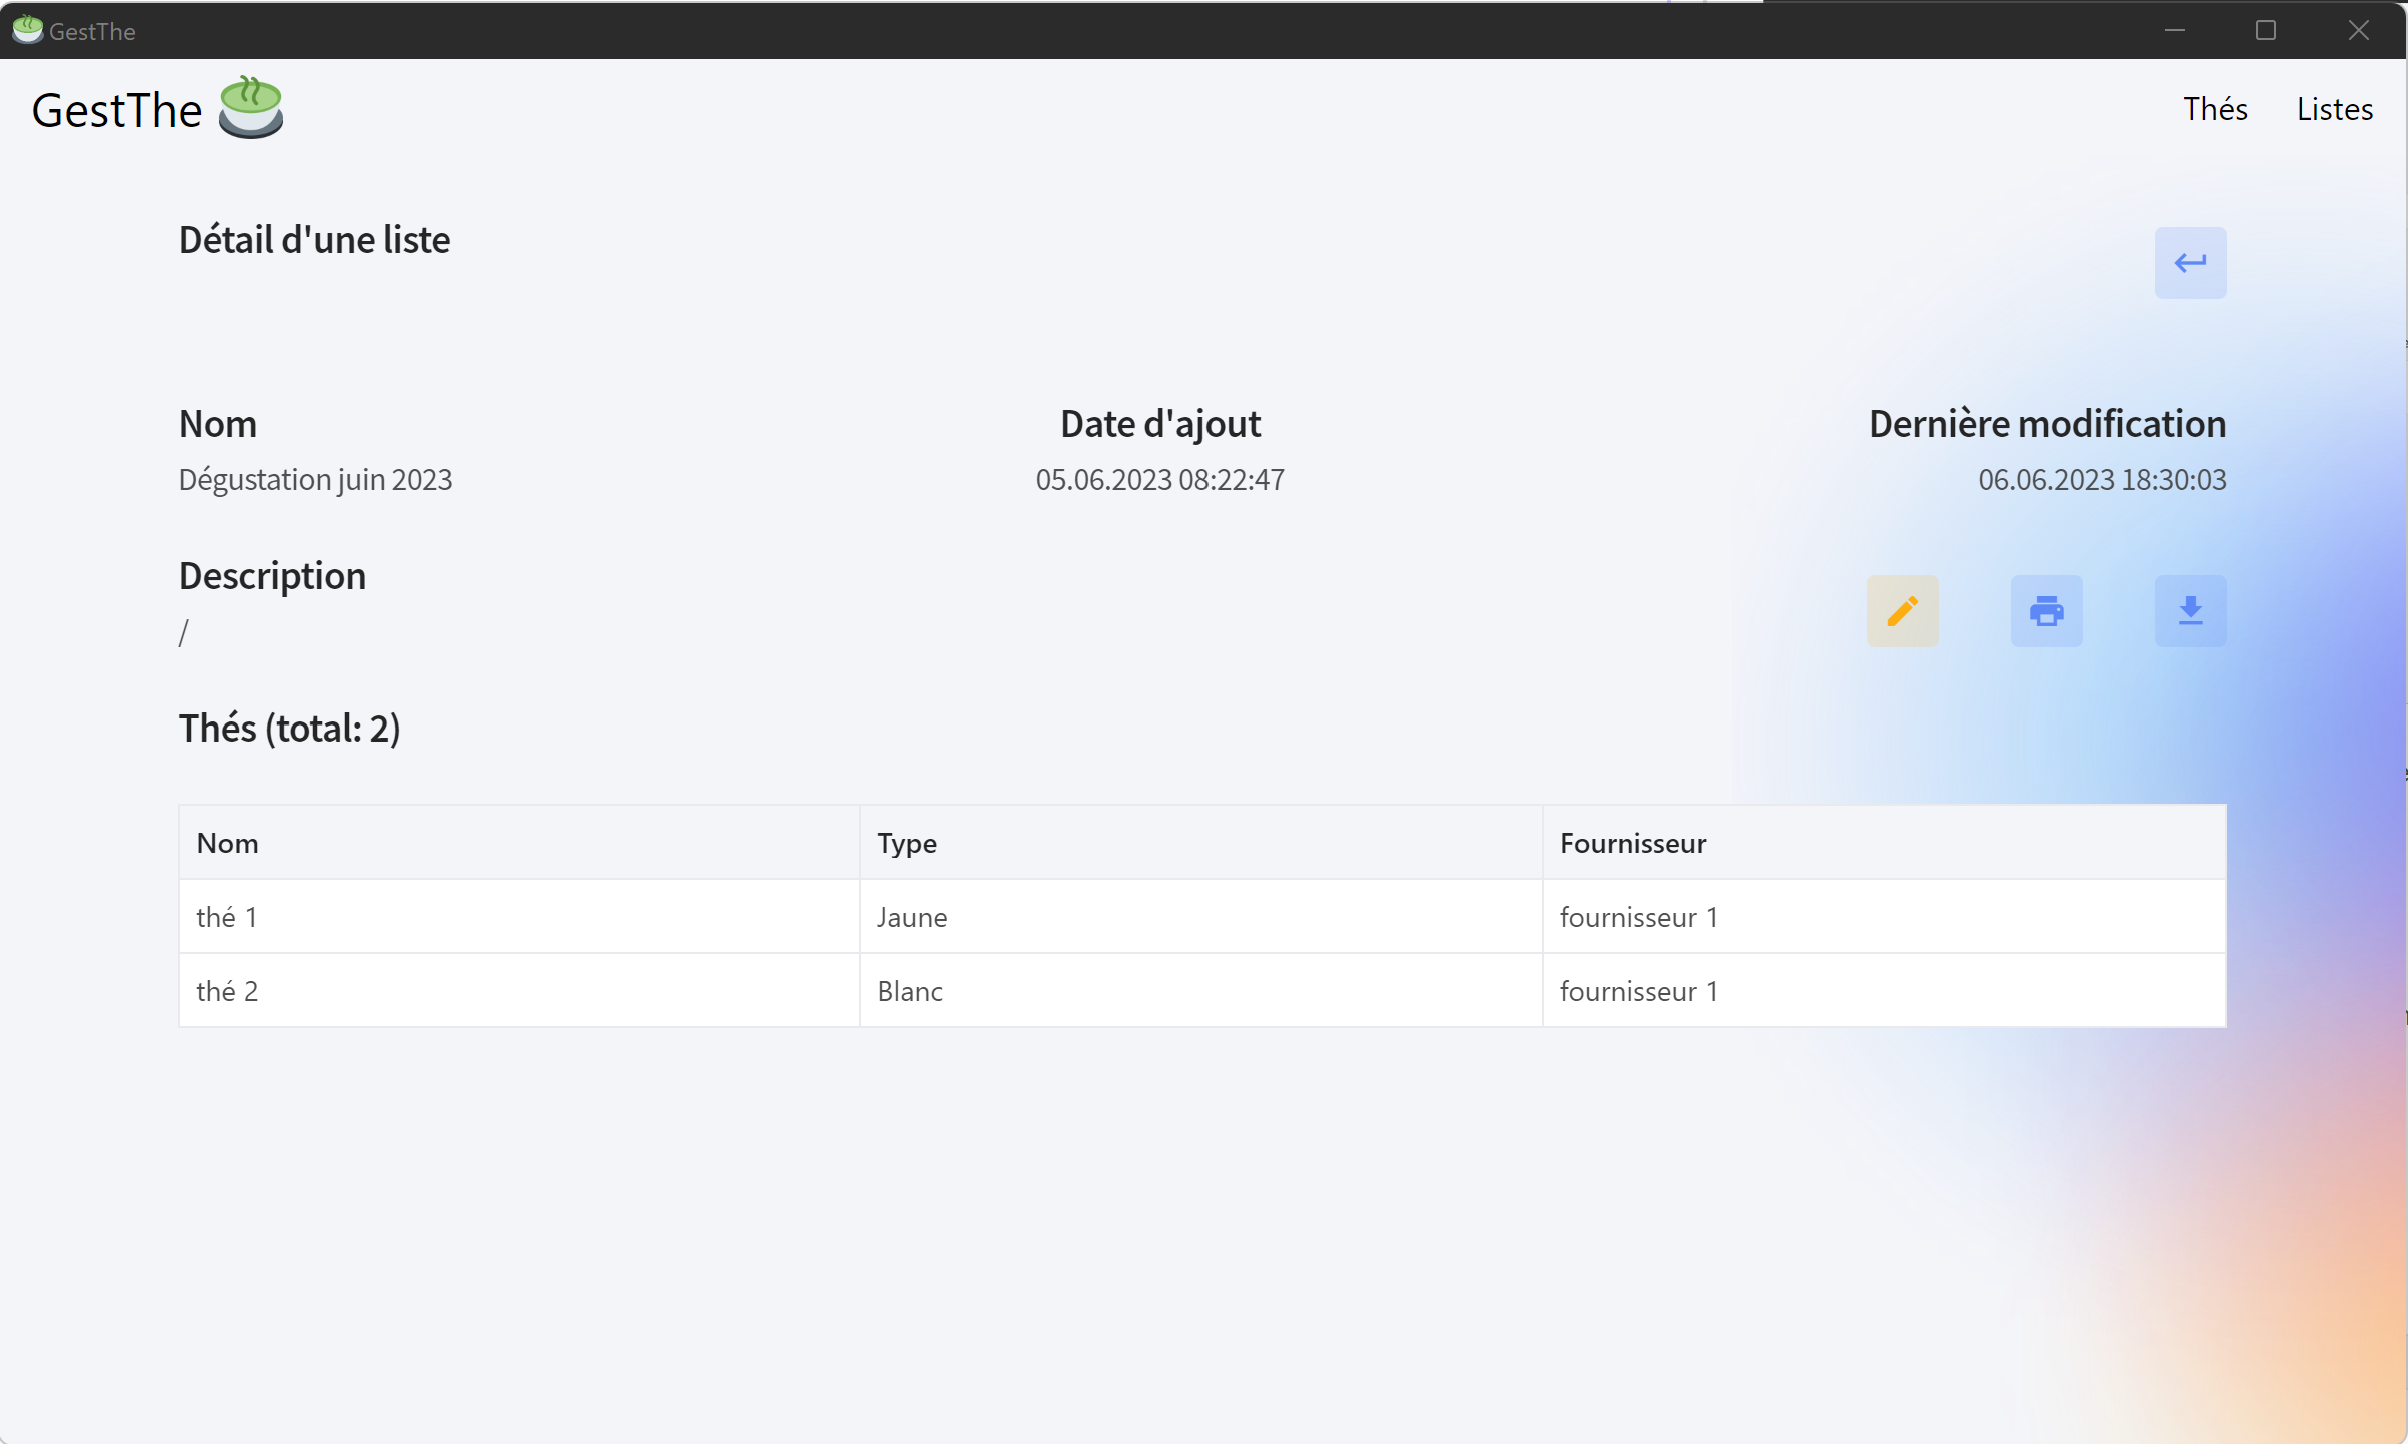 GestThe
GestThe
Thés Listes
Détail d'une liste
Nom Date d'ajout Dernière modification
Dégustation juin 2023 05.06.2023 08:22:47 06.06.2023 18:30:03
Description
/
Thés (total: 2)
Nom Type Fournisseur
thé 1 Jaune fournisseur 1
thé 2 Blanc fournisseur 1